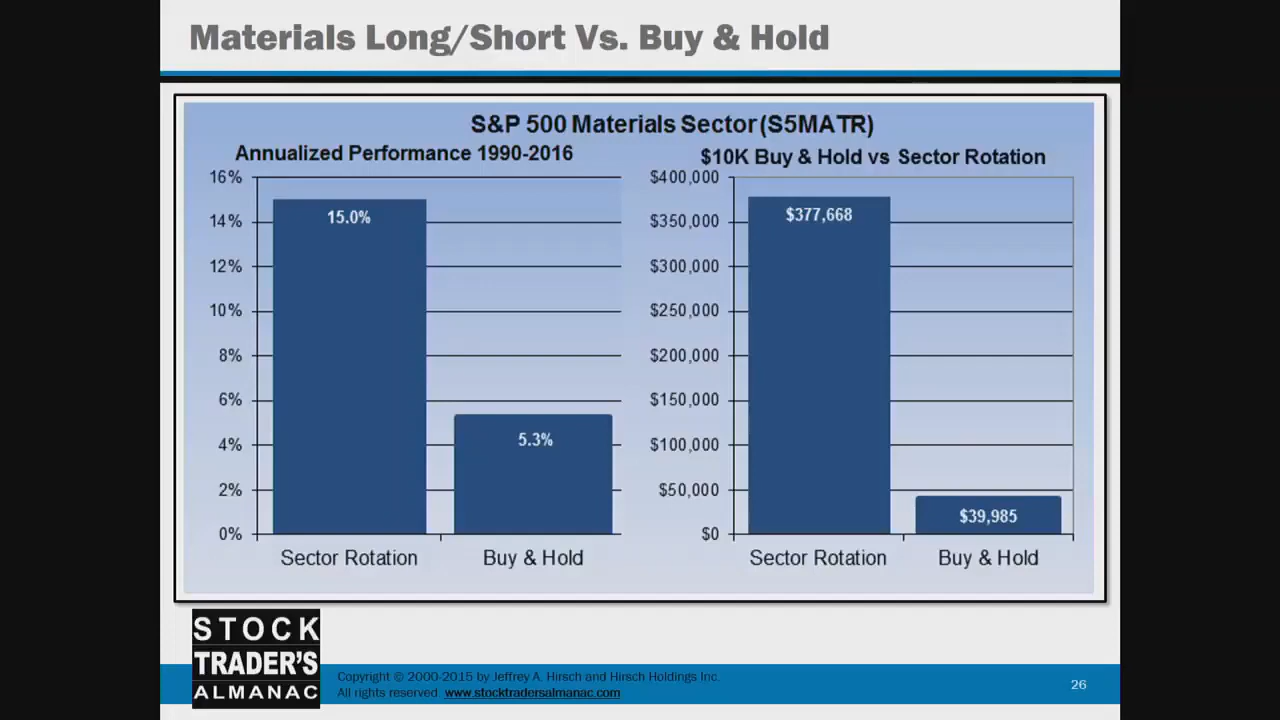 Materials Long/Short Vs. Buy & Hold
S&P 500 Materials Sector (S5MATR)
Annualized Performance 1990-2016
16%
14%
12%
10%
8%
6%
4%
2%
0%
15.0%
5.3%
Sector Rotation
Buy & Hold
$10K Buy & Hold vs Sector Rotation
$400,000
$350,000
$300,000
$250,000
$200,000
$150,000
$100,000
$50,000
$0
$377,668
$39,985
Sector Rotation
Buy & Hold
STOCK
TRADER'S
ALMANAC
Copyright © 2000-2015 by Jeffrey A. Hirsch and Hirsch Holdings Inc.
All rights reserved. www.stocktradersalmanac.com
26